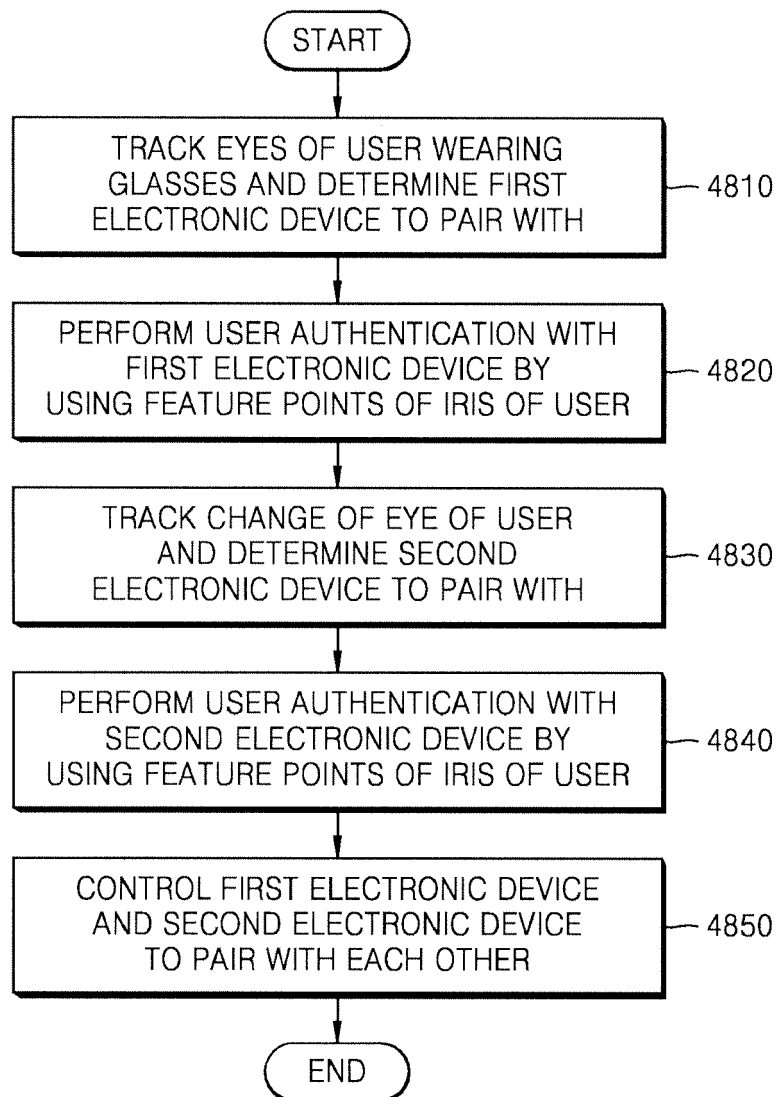 START
TRACK EYES OF USER WEARING
GLASSES AND DETERMINE FIRST
ELECTRONIC DEVICE TO PAIR WITH
4810
PERFORM USER AUTHENTICATION WITH
FIRST ELECTRONIC DEVICE BY
USING FEATURE POINTS OF IRIS OF USER
4820
TRACK CHANGE OF EYE OF USER
AND DETERMINE SECOND
ELECTRONIC DEVICE TO PAIR WITH
4830
PERFORM USER AUTHENTICATION WITH
SECOND ELECTRONIC DEVICE BY
USING FEATURE POINTS OF IRIS OF USER
4840
CONTROL FIRST ELECTRONIC DEVICE
AND SECOND ELECTRONIC DEVICE
TO PAIR WITH EACH OTHER
4850
END